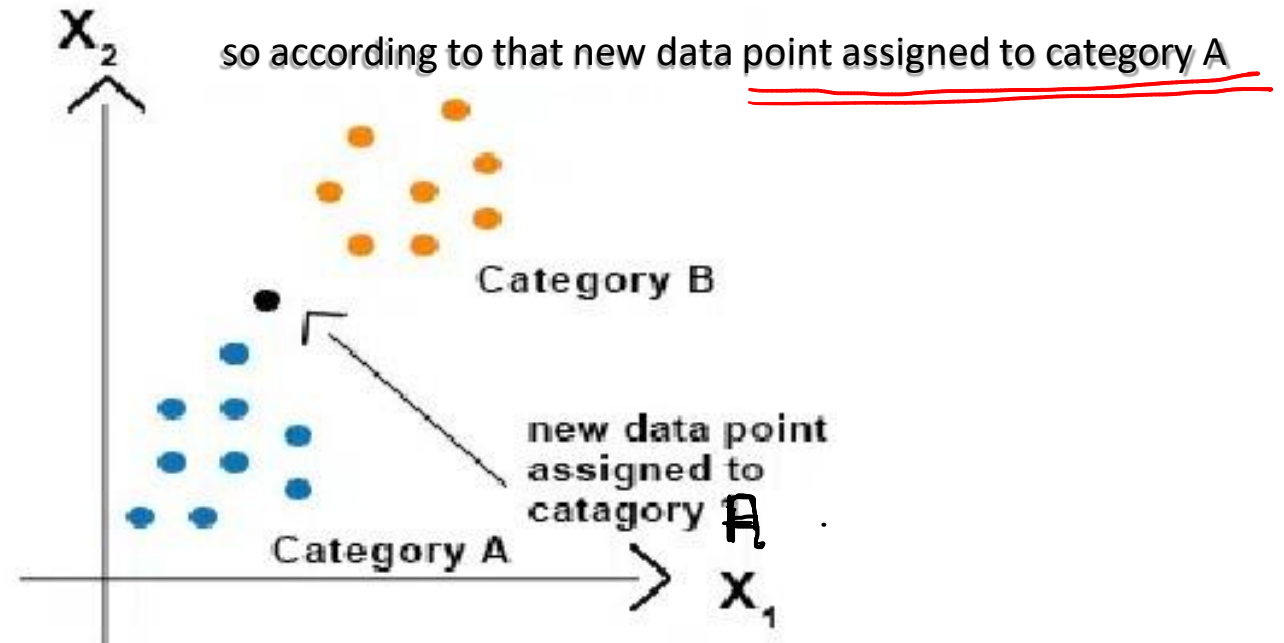 X₂
so according to that new data point assigned to category A
Category B
new data point
assigned to
catagory A
Category A
X₁